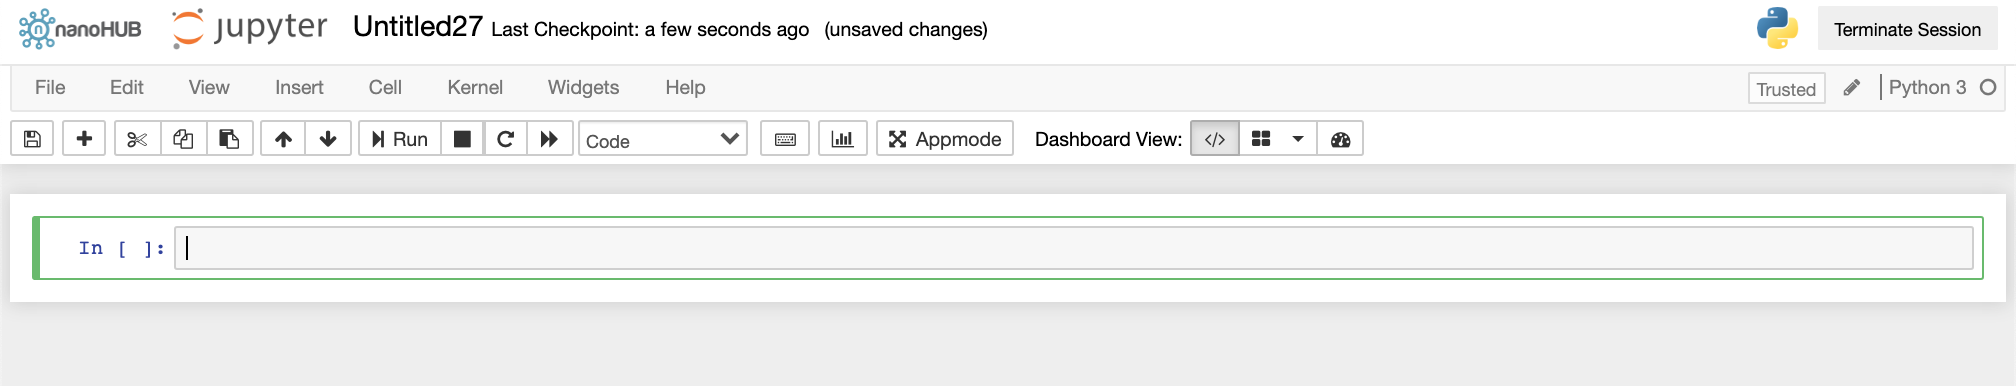 nanoHUB jupyter Untitled27 Last Checkpoint: a few seconds ago (unsaved changes) Terminate Session
File Edit View Insert Cell Kernel Widgets Help Trusted Python 3
Run Code Appmode Dashboard View: </>
In [ ]: